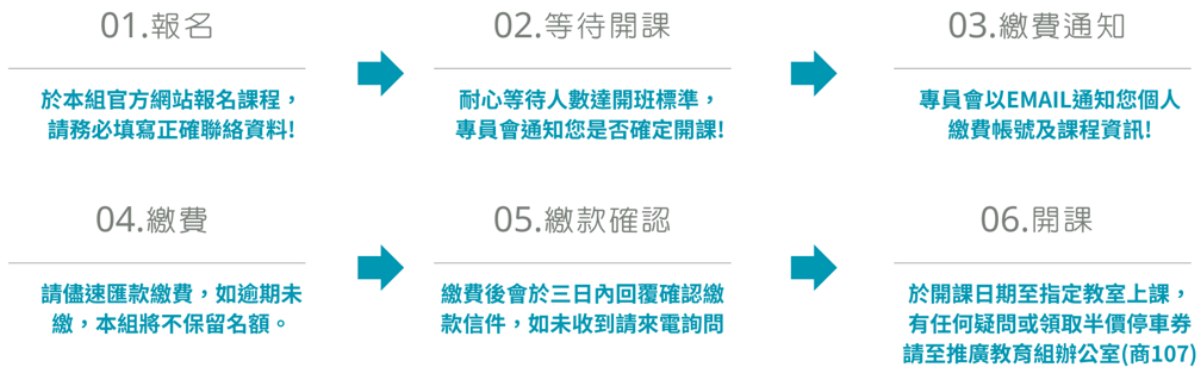 01.報名
於本組官方網站報名課程，
請務必填寫正確聯絡資料!
02.等待開課
耐心等待人數達開班標準，
專員會通知您是否確定開課!
03.繳費通知
專員會以EMAIL通知您個人
繳費帳號及課程資訊!
04.繳費
請儘速匯款繳費，如逾期未
繳，本組將不保留名額。
05.繳款確認
繳費後會於三日內回覆確認繳
款信件，如未收到請來電詢問
06.開課
於開課日期至指定教室上課，
有任何疑問或領取半價停車券
請至推廣教育組辦公室(商107)